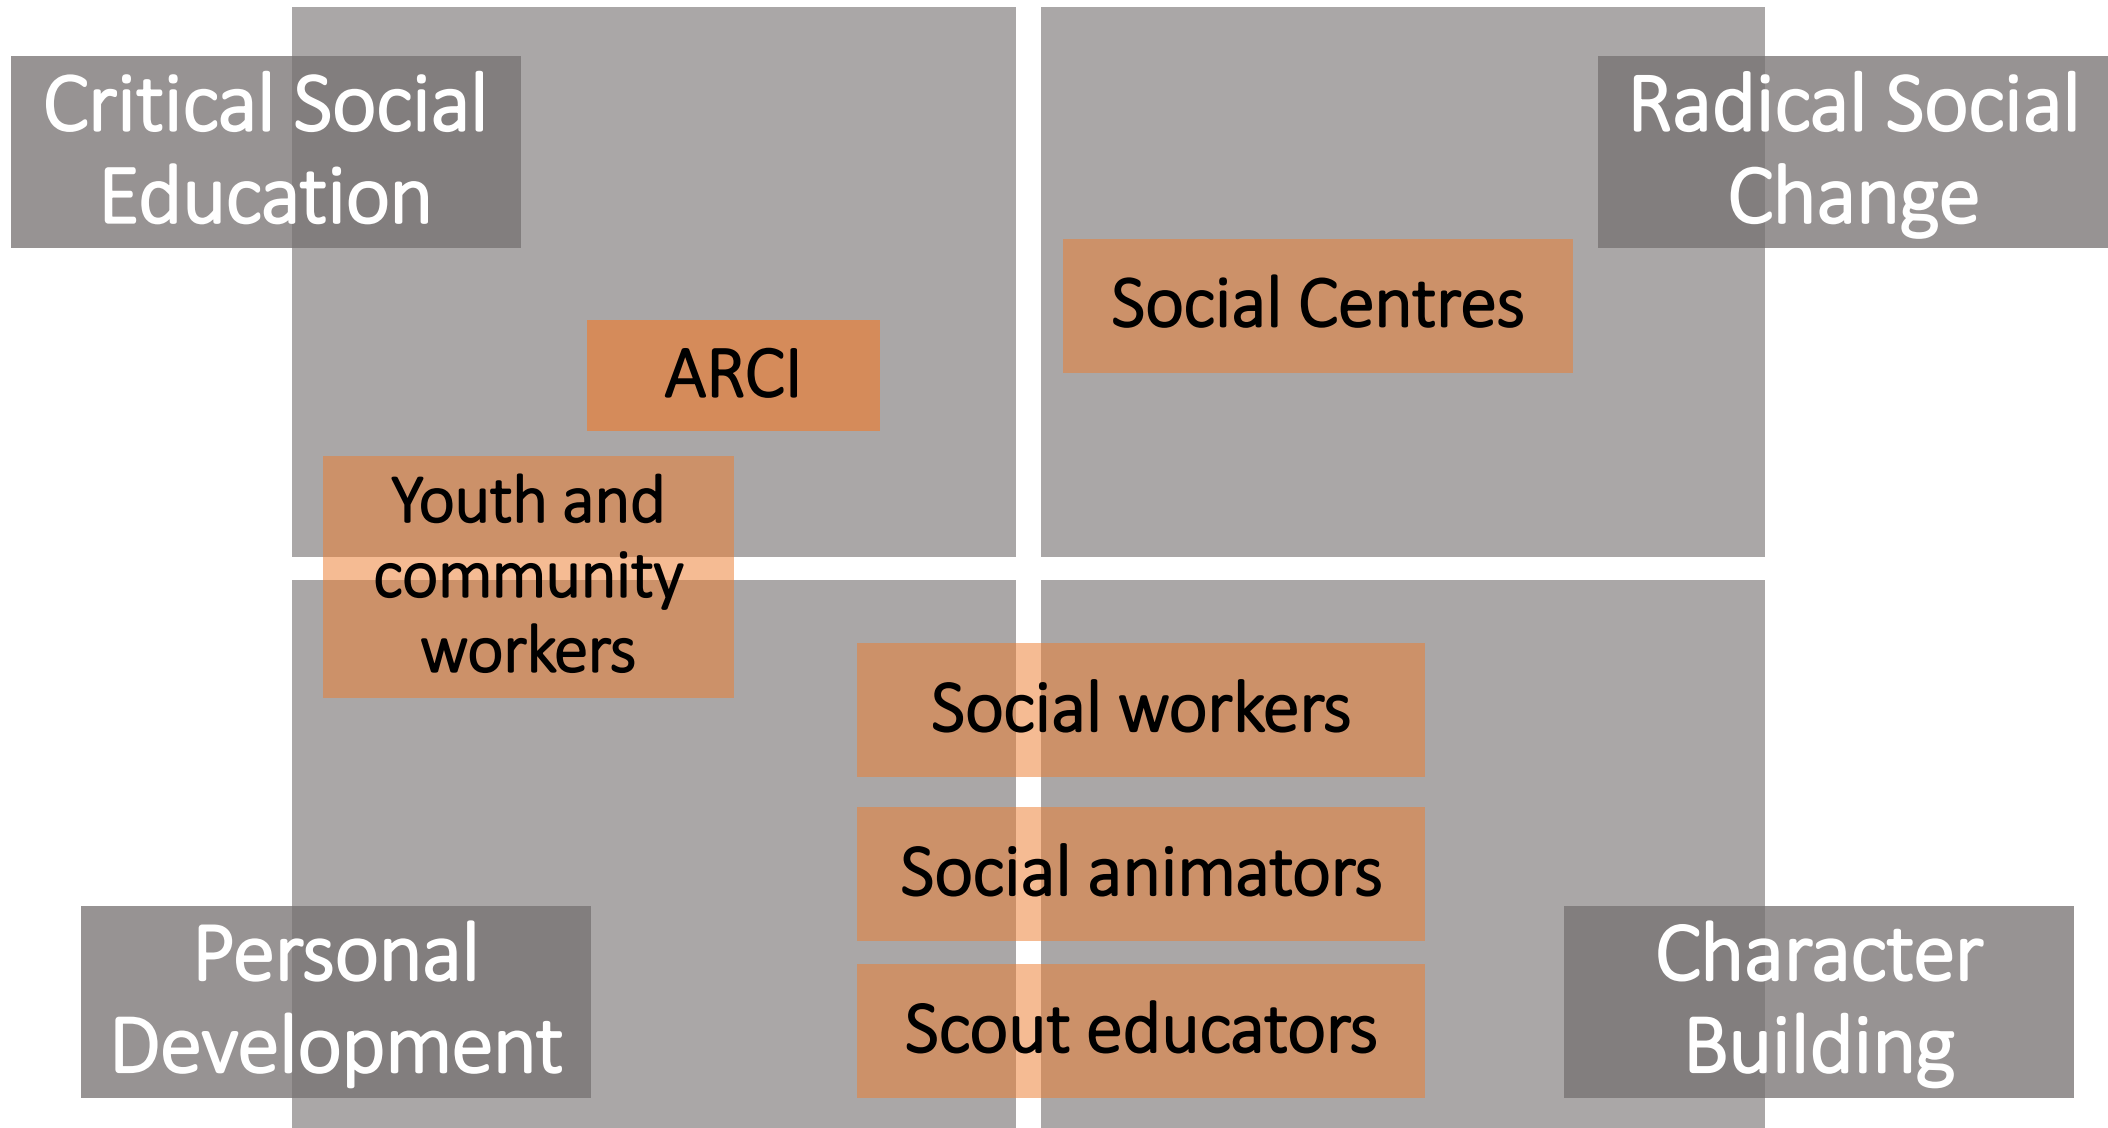 Critical Social
Education
Radical Social
Change
Social Centres
ARCI
Youth and
community
workers
Social workers
Social animators
Scout educators
Personal
Development
Character
Building